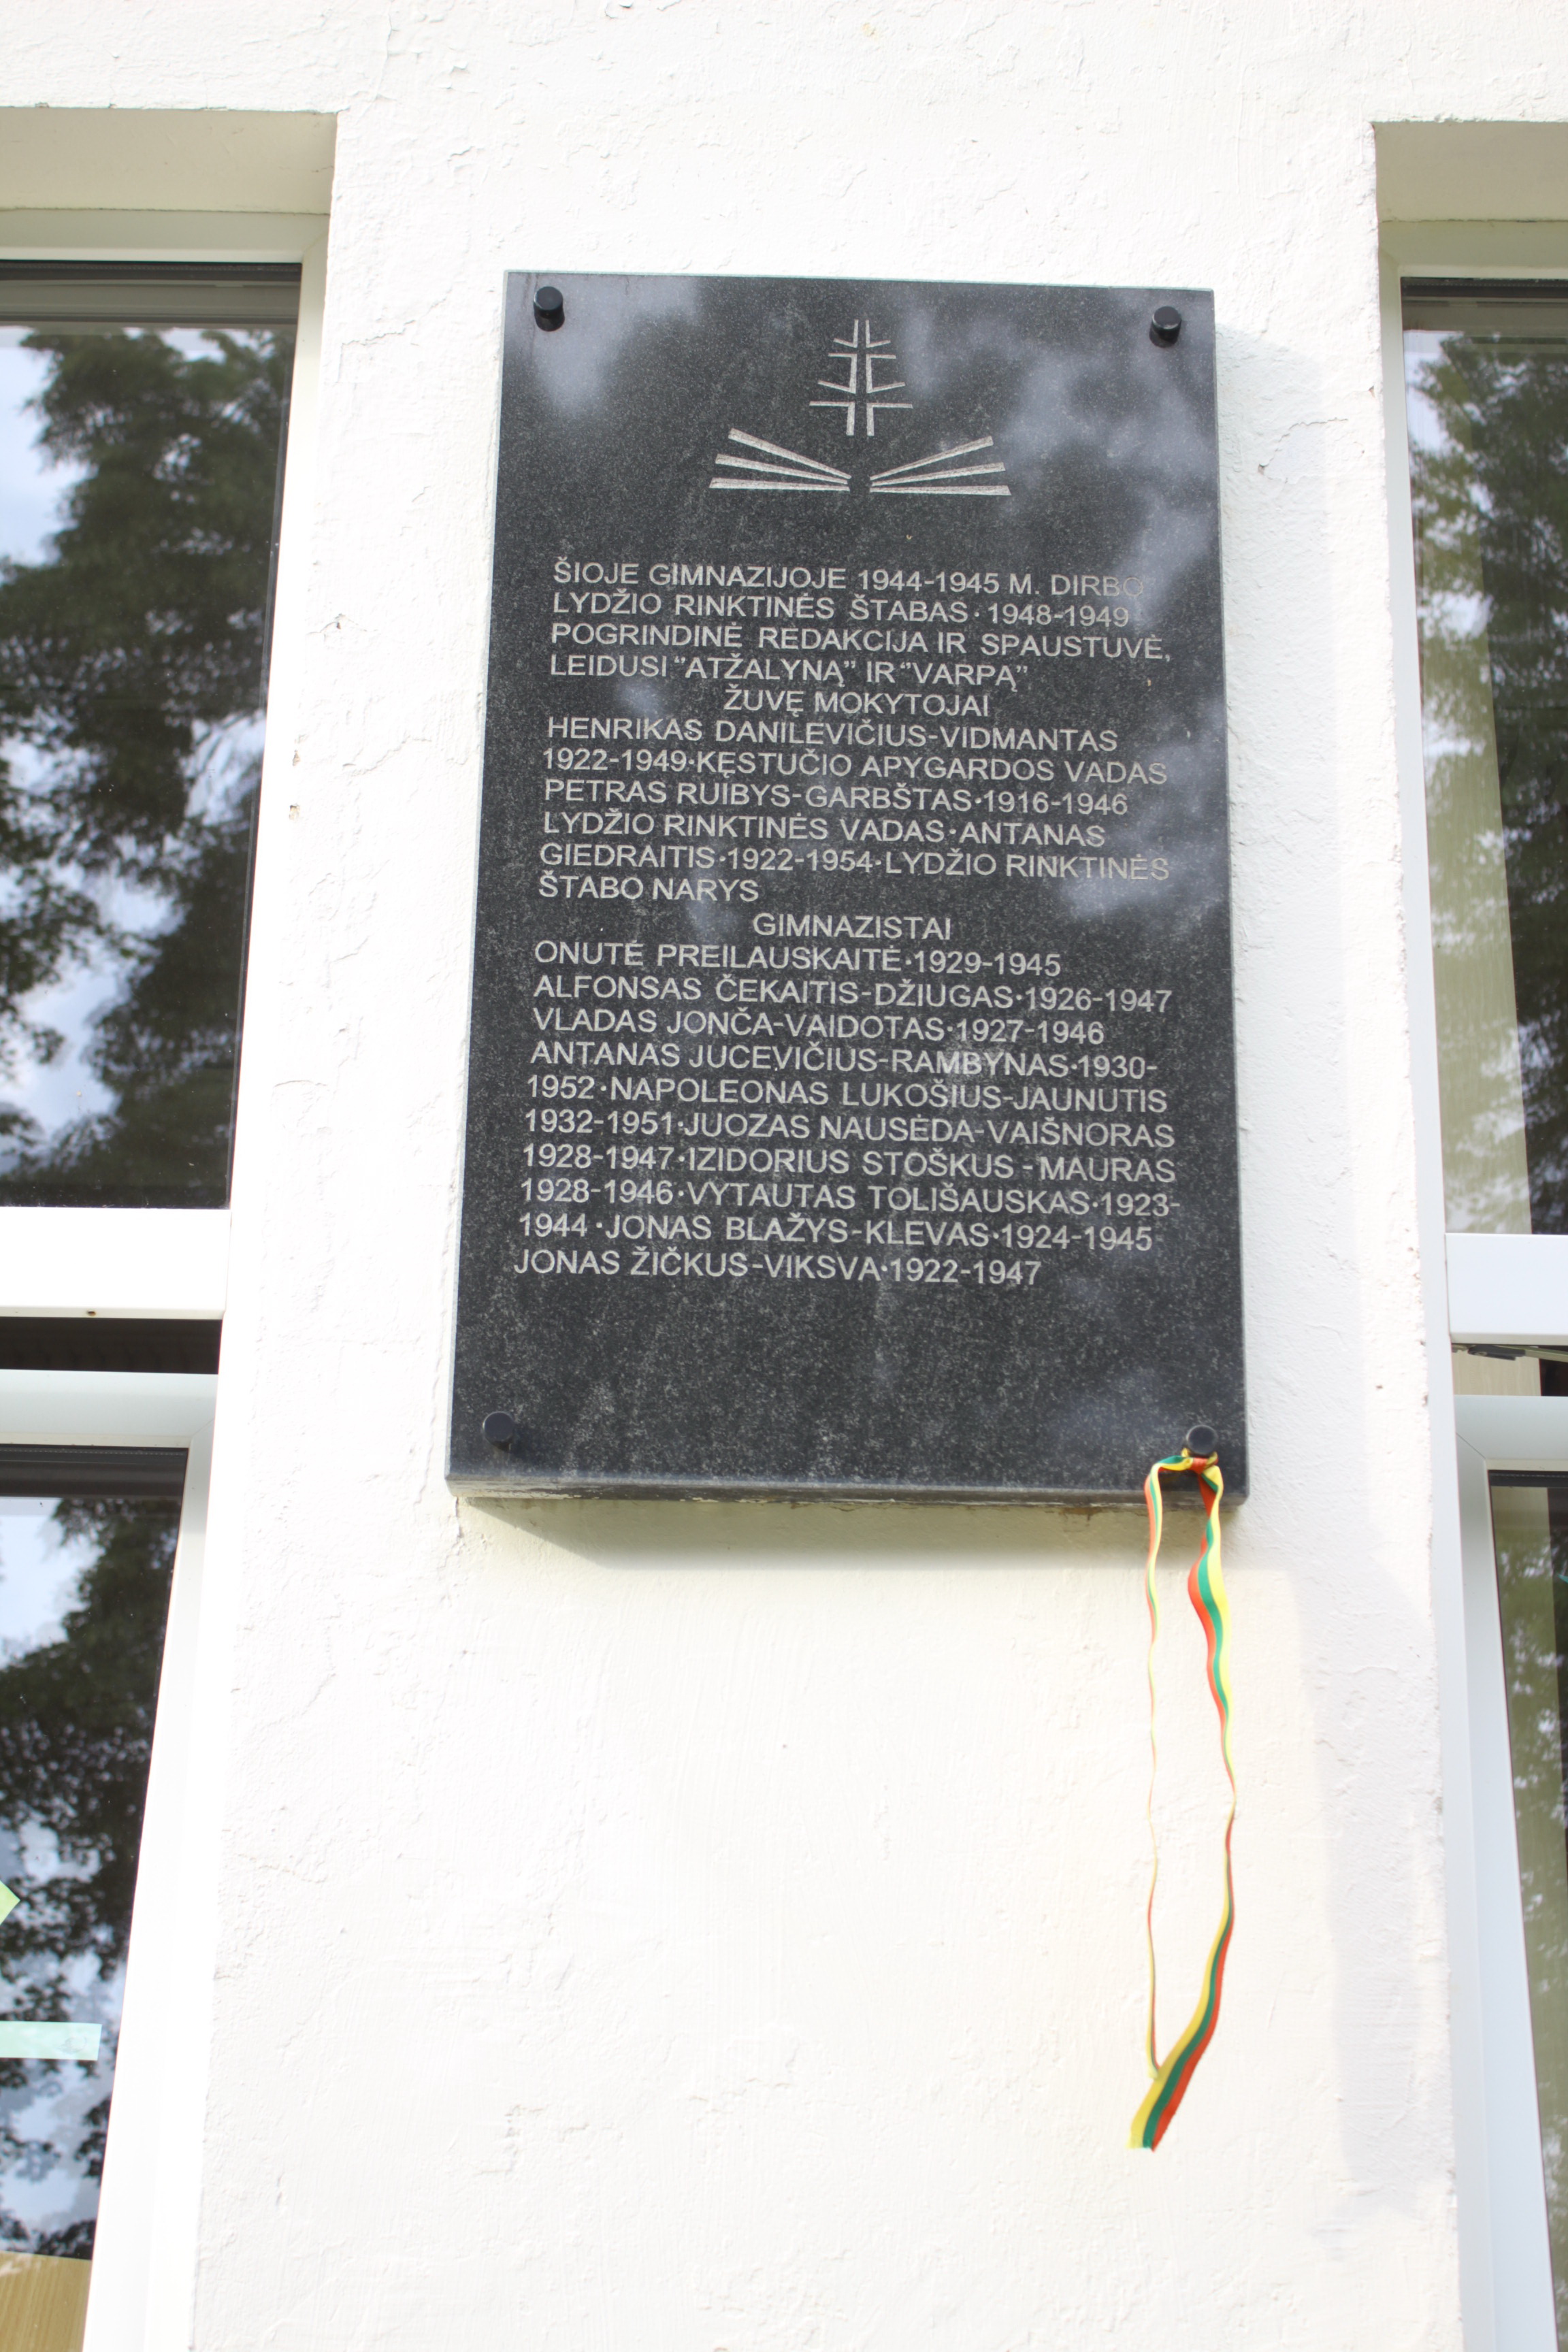 ŠIOJE GIMNAZIJOJE 1944-1945 M. DIRBO
LYDŽIO RINKTINĖS ŠTABAS·1948-1949
POGRINDINĖ REDAKCIJA IR SPAUSTUVĖ,
LEIDUSI "ATŽALYNĄ" IR "VARPĄ"
ŽUVĘ MOKYTOJAI
HENRIKAS DANILEVIČIUS-VIDMANTAS
1922-1949·KĘSTUČIO APYGARDOS VADAS
PETRAS RUIBYS-GARBŠTAS·1916-1946
LYDŽIO RINKTINĖS VADAS·ANTANAS
GIEDRAITIS·1922-1954·LYDŽIO RINKTINĖS
ŠTABO NARYS
GIMNAZISTAI
ONUTĖ PREILAUSKAITĖ·1929-1945
ALFONSAS ČEKAITIS-DŽIUGAS·1926-1947
VLADAS JONČA-VAIDOTAS·1927-1946
ANTANAS JUCEVIČIUS-RAMBYNAS·1930-
1952·NAPOLEONAS LUKOŠIUS-JAUNUTIS
1932-1951·JUOZAS NAUSĖDA-VAIŠNORAS
1928-1947·IZIDORIUS STOŠKUS-MAURAS
1928-1946·VYTAUTAS TOLIŠAUSKAS·1923-
1944·JONAS BLAŽYS-KLEVAS·1924-1945
JONAS ŽIČKUS-VIKSVA·1922-1947